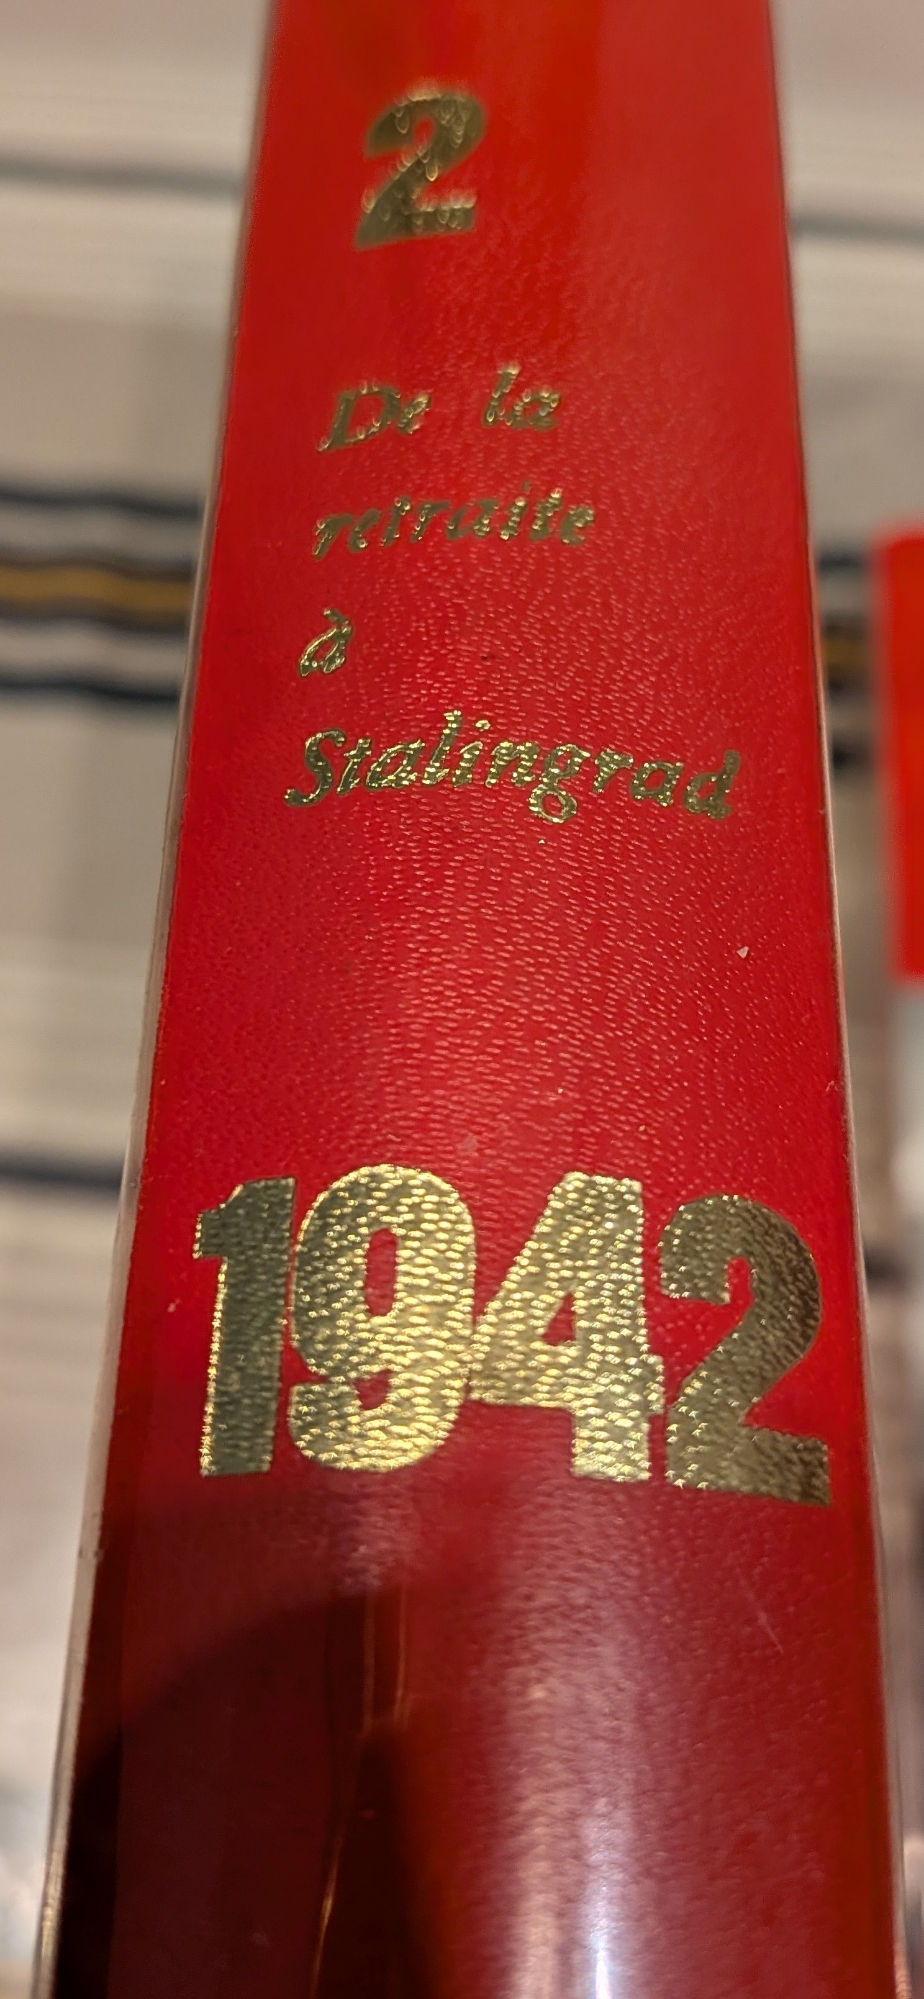 2
De la
retraite
à
Stalingrad
1942